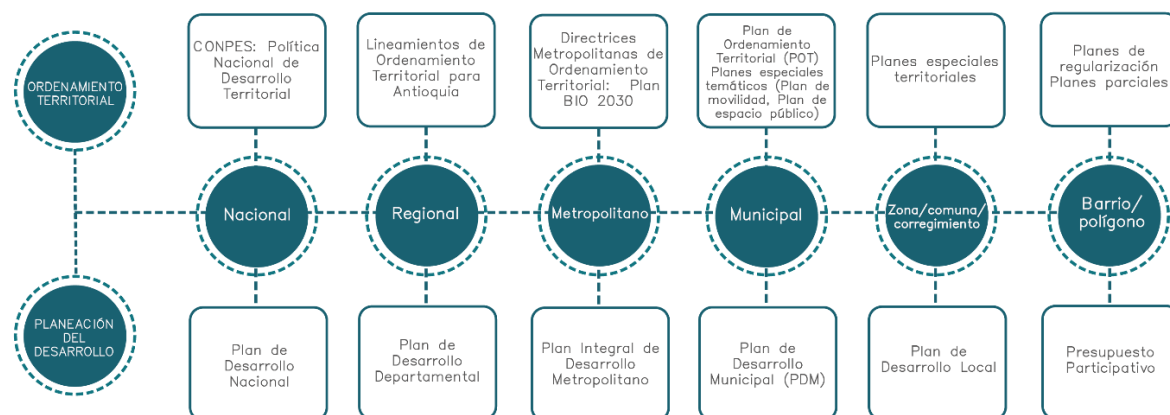 CONPES: Política
Nacional de
Desarrollo
Territorial
Lineamientos de
Ordenamiento
Territorial para
Antioquia
Directrices
Metropolitanas de
Ordenamiento
Territorial: Plan
BIO 2030
Plan de
Ordenamiento
Territorial (POT)
Planes especiales
temáticos (Plan de
movilidad, Plan de
espacio público)
Planes especiales
territoriales
Planes de
regularización
Planes parciales
ORDENAMIENTO
TERRITORIAL
Nacional
Regional
Metropolitano
Municipal
Zona/comuna/
corregimiento
Barrio/
polígono
PLANEACIÓN
DEL
DESARROLLO
Plan de
Desarrollo
Nacional
Plan de
Desarrollo
Departamental
Plan Integral de
Desarrollo
Metropolitano
Plan de
Desarrollo
Municipal (PDM)
Plan de
Desarrollo Local
Presupuesto
Participativo